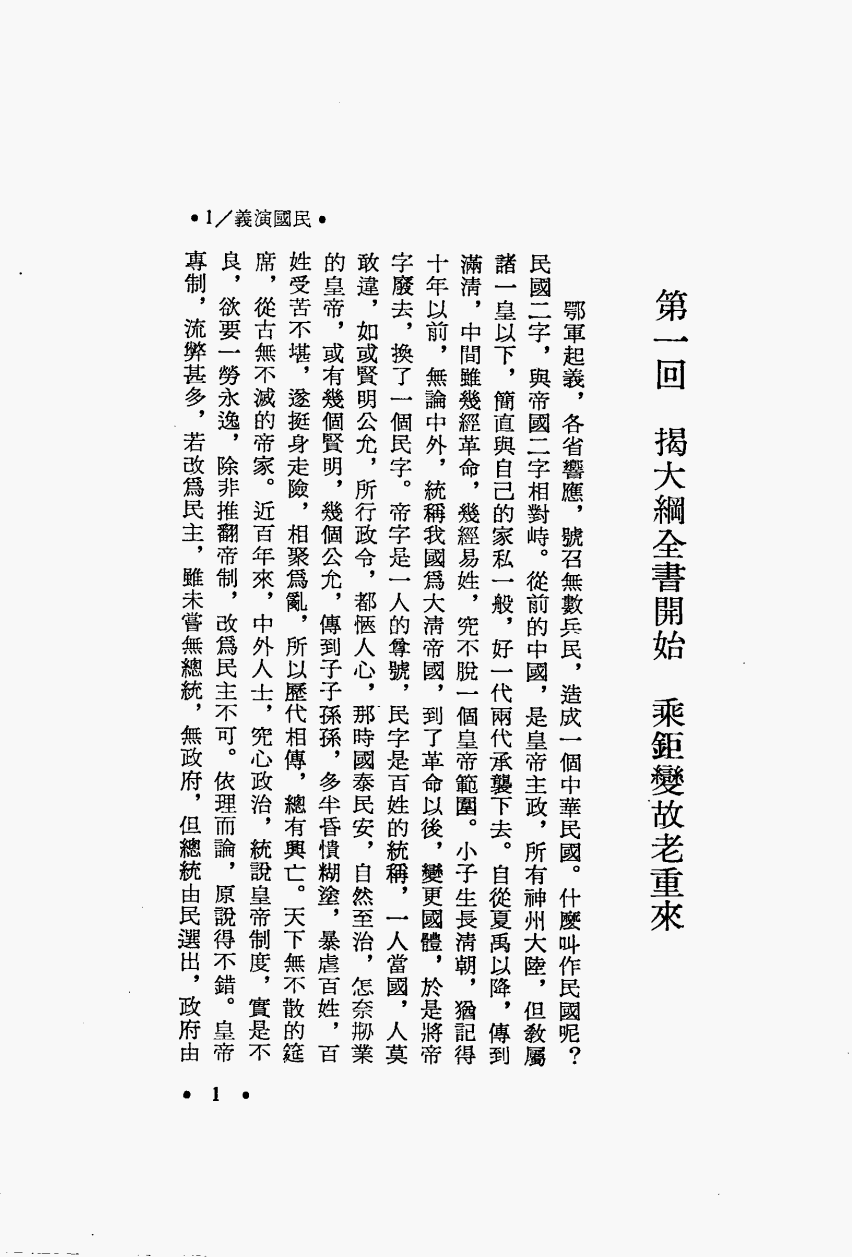 •民國演義/1•
第一回　揭大綱全書開始　乘鉅變故老重來
鄂軍起義，各省響應，號召無數兵民，造成一個中華民國。什麼叫作民國呢？
民國二字，與帝國二字相對峙。從前的中國，是皇帝主政，所有神州大陸，但教屬
諸一皇以下，簡直與自己的家私一般，好一代兩代承襲下去。自從夏禹以降，傳到
滿清，中間雖幾經革命，幾經易姓，究不脫一個皇帝範圍。小子生長清朝，猶記得
十年以前，無論中外，統稱我國爲大清帝國，到了革命以後，變更國體，於是將帝
字廢去，換了一個民字。帝字是一人的尊號，民字是百姓的統稱，一人當國，人莫
敢違，如或賢明公允，所行政令，都愜人心，那時國泰民安，自然至治，怎奈刱業
的皇帝，或有幾個賢明，幾個公允，傳到子子孫孫，多半昏憒糊塗，暴虐百姓，百
姓受苦不堪，遂挺身走險，相聚爲亂，所以歷代相傳，總有興亡。天下無不散的筵
席，從古無不滅的帝家。近百年來，中外人士，究心政治，統說皇帝制度，實是不
良，欲要一勞永逸，除非推翻帝制，改爲民主不可。依理而論，原說得不錯。皇帝
專制，流弊甚多，若改爲民主，雖未嘗無總統，無政府，但總統由民選出，政府由
• 1 •